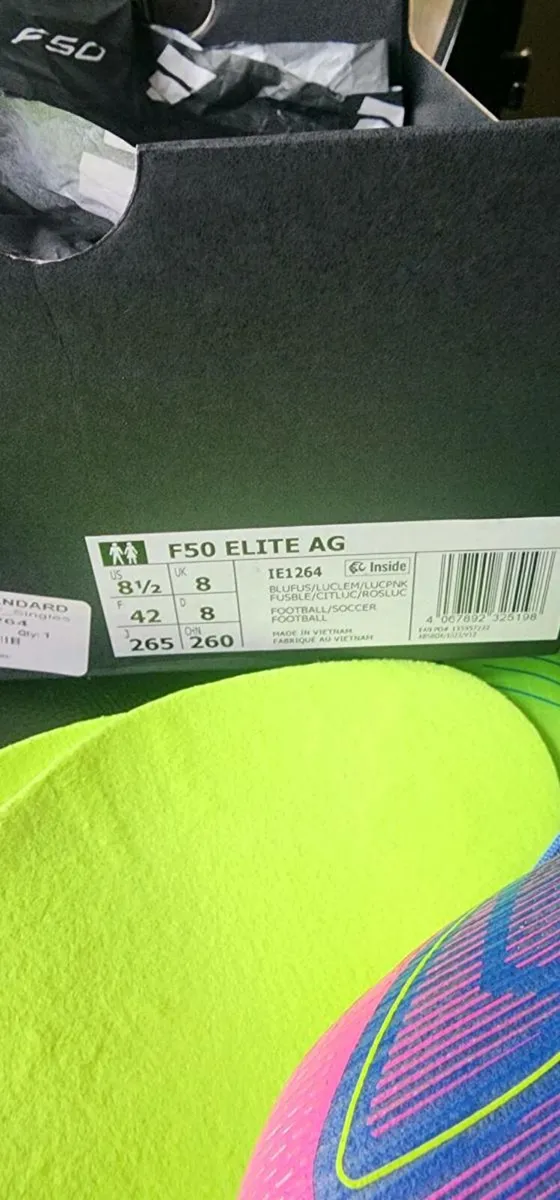 F50
F50 ELITE AG
US 8½ UK 8
F 42 D 8
J 265 CHN 260
IE1264
Inside
BLUFUS/LUCLEM/LUCPNK
FUSBLE/CITLUC/ROSLUC
FOOTBALL/SOCCER
FOOTBALL
MADE IN VIETNAM
FABRIQUÉ AU VIETNAM
4 067892 325198
NDARD
Singles
264
Qty: 1